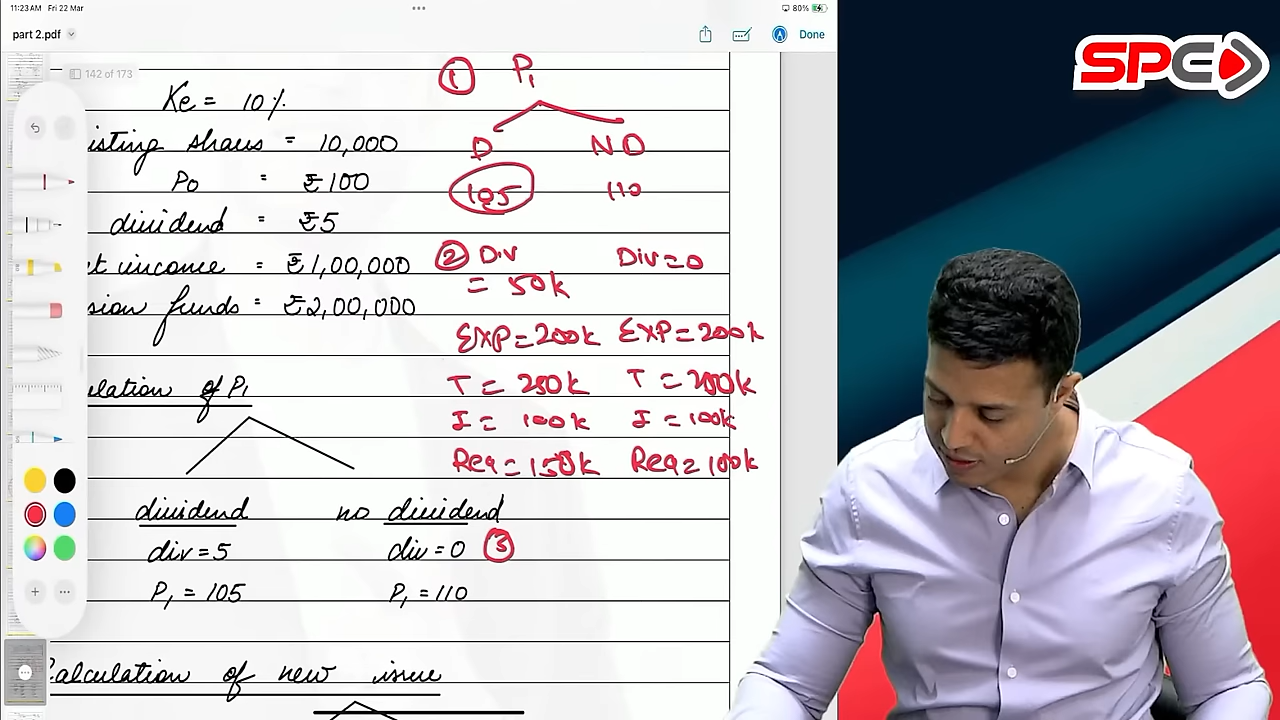 11:23 AM Fri 22 Mar
80%
part 2.pdf
Done
142 of 173
SPC
Ke = 10%
isting shares = 10,000
P0 = ₹100
dividend = ₹5
t income = ₹1,00,000
sion funds = ₹2,00,000
lation of P1
dividend no dividend
div = 5 div = 0 ③
P1 = 105 P1 = 110
Calculation of new issue
① P1
D ND
105 110
② Div Div = 0
= 50k
EXP = 200k EXP = 200k
T = 250k T = 200k
I = 100k I = 100k
Req = 150k Req = 100k